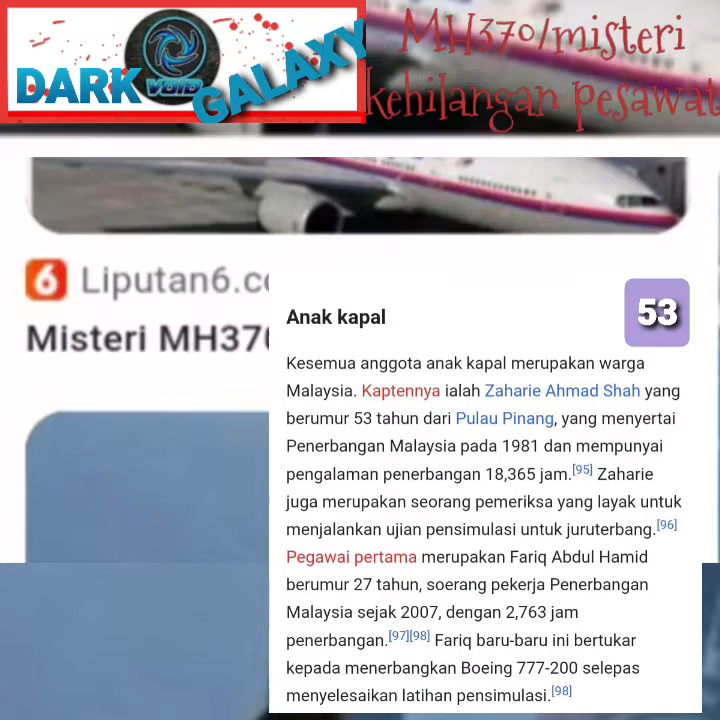 DARK VOID GALAXY
MH370/misteri
kehilangan pesawat
6 Liputan6.co
Misteri MH370
Anak kapal
53
Kesemua anggota anak kapal merupakan warga
Malaysia. Kaptennya ialah Zaharie Ahmad Shah yang
berumur 53 tahun dari Pulau Pinang, yang menyertai
Penerbangan Malaysia pada 1981 dan mempunyai
pengalaman penerbangan 18,365 jam.[95] Zaharie
juga merupakan seorang pemeriksa yang layak untuk
menjalankan ujian pensimulasi untuk juruterbang.[96]
Pegawai pertama merupakan Fariq Abdul Hamid
berumur 27 tahun, soerang pekerja Penerbangan
Malaysia sejak 2007, dengan 2,763 jam
penerbangan.[97][98] Fariq baru-baru ini bertukar
kepada menerbangkan Boeing 777-200 selepas
menyelesaikan latihan pensimulasi.[98]